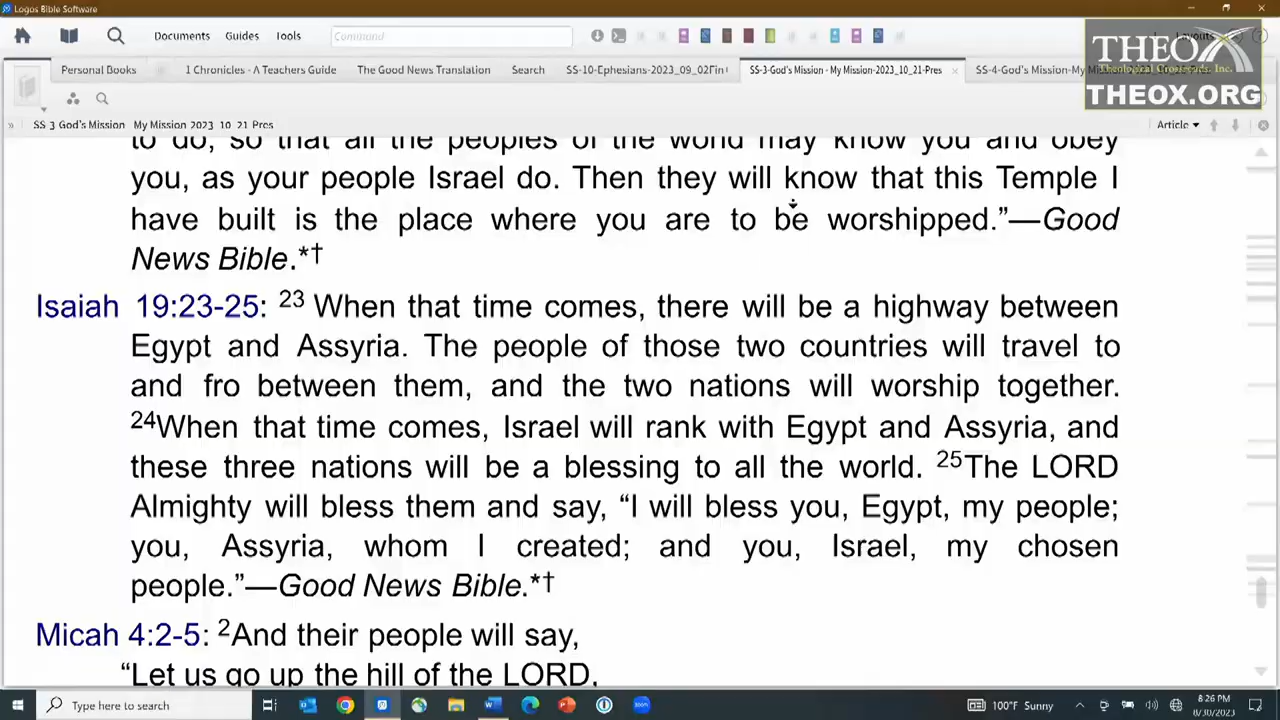 Logos Bible Software
Documents Guides Tools Command
THEOX
Theological Crossroads, Inc.
THEOX.ORG
Personal Books 1 Chronicles - A Teachers Guide The Good News Translation Search SS-10-Ephesians-2023_09_02Fin SS-3-God's Mission - My Mission-2023_10_21-Pres SS-4-God's Mission-My
SS 3 God's Mission My Mission 2023 10 21 Pres Article
to do, so that all the peoples of the world may know you and obey
you, as your people Israel do. Then they will know that this Temple I
have built is the place where you are to be worshipped.”—Good
News Bible.*†
Isaiah 19:23-25: 23 When that time comes, there will be a highway between
Egypt and Assyria. The people of those two countries will travel to
and fro between them, and the two nations will worship together.
24When that time comes, Israel will rank with Egypt and Assyria, and
these three nations will be a blessing to all the world. 25The LORD
Almighty will bless them and say, “I will bless you, Egypt, my people;
you, Assyria, whom I created; and you, Israel, my chosen
people.”—Good News Bible.*†
Micah 4:2-5: 2And their people will say,
“Let us go up the hill of the LORD,
Type here to search 100°F Sunny 8:26 PM
8/30/2023